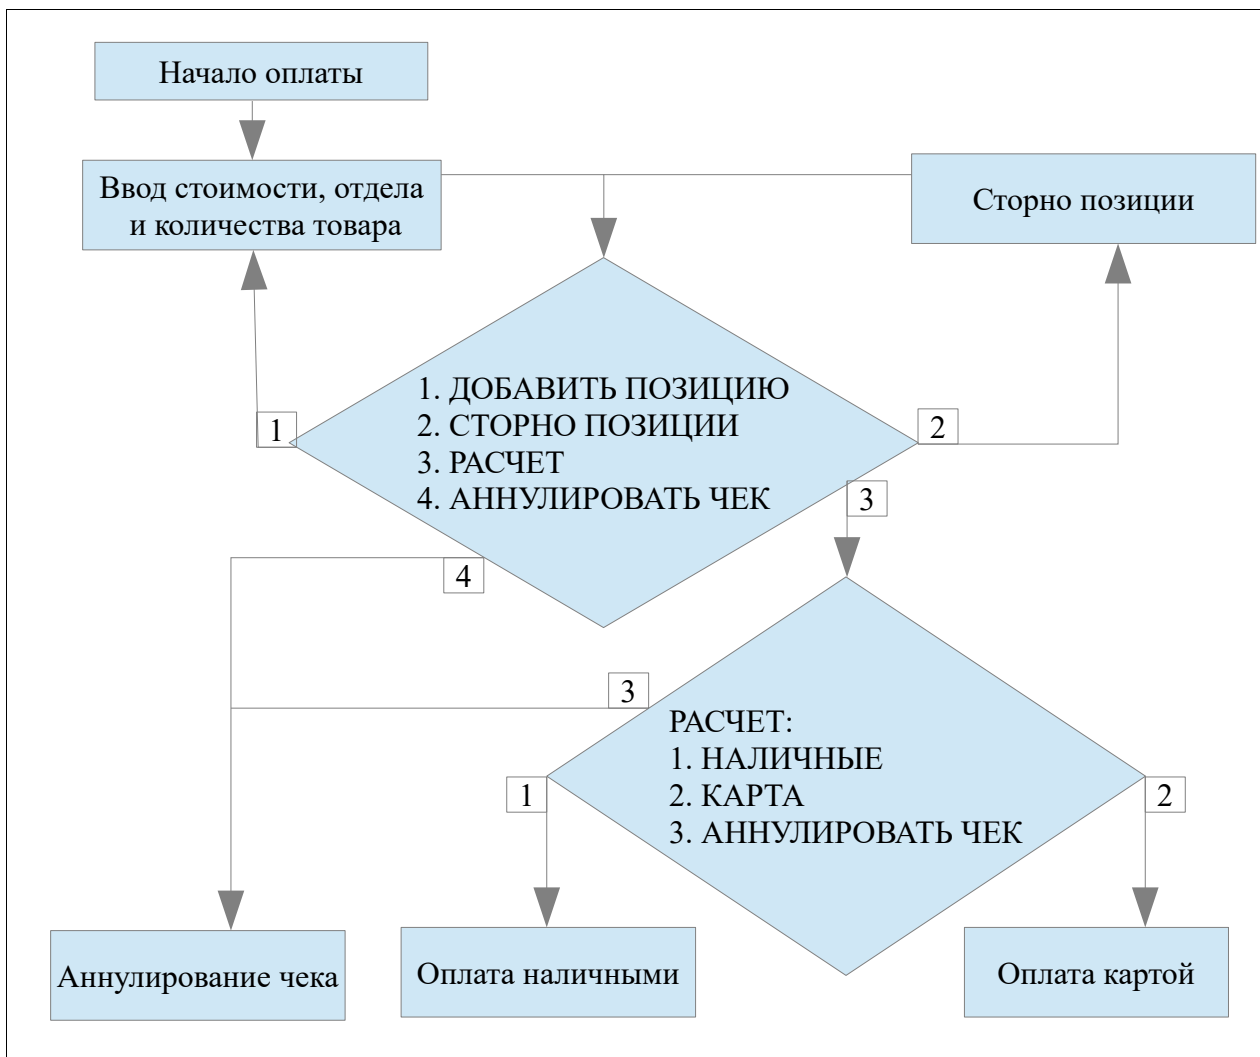 Начало оплаты
Ввод стоимости, отдела
и количества товара
Сторно позиции
1. ДОБАВИТЬ ПОЗИЦИЮ
2. СТОРНО ПОЗИЦИИ
3. РАСЧЕТ
4. АННУЛИРОВАТЬ ЧЕК
1
2
3
4
3
РАСЧЕТ:
1. НАЛИЧНЫЕ
2. КАРТА
3. АННУЛИРОВАТЬ ЧЕК
1
2
Аннулирование чека
Оплата наличными
Оплата картой